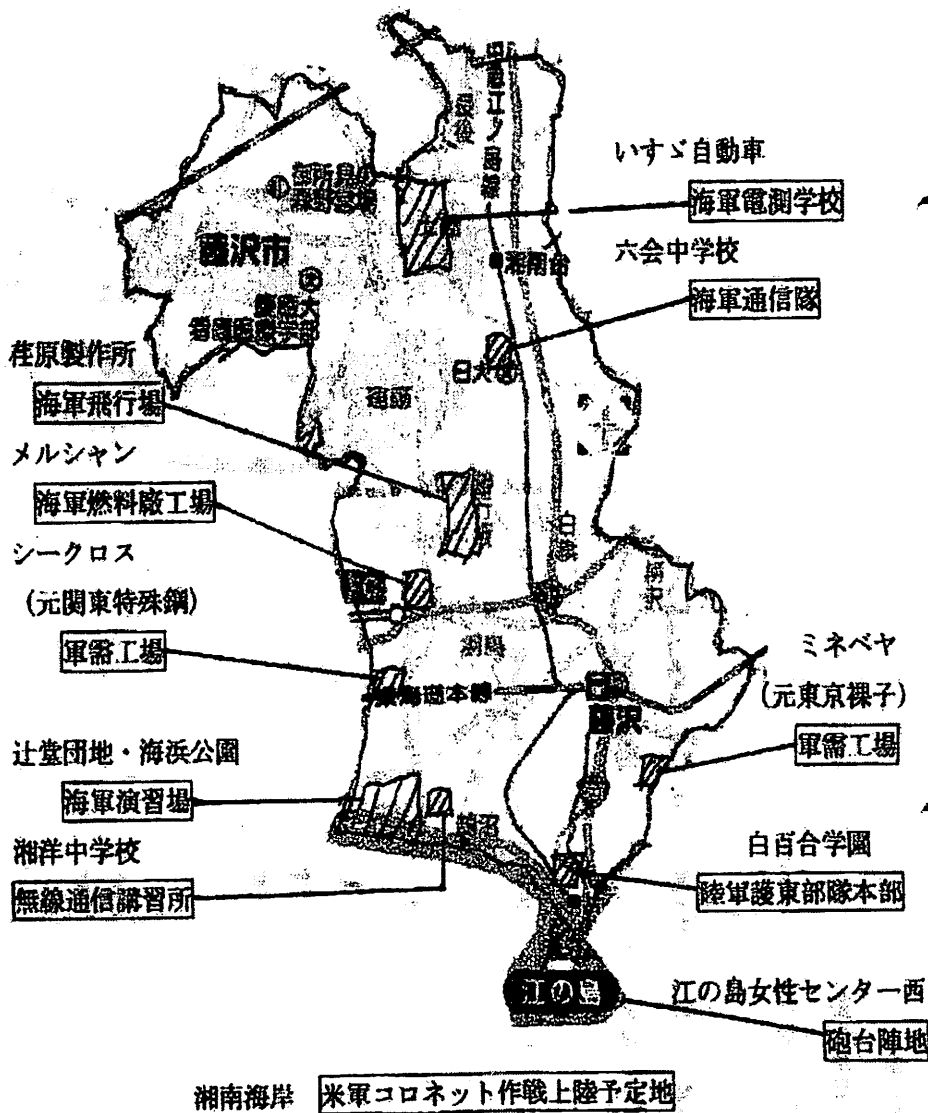 いすゞ自動車
海軍電測学校
六会中学校
海軍通信隊
荏原製作所
海軍飛行場
メルシャン
海軍燃料廠工場
シークロス
(元関東特殊鋼)
軍需工場
辻堂団地・海浜公園
海軍演習場
湘洋中学校
無線通信講習所
藤沢市
湘南台
日大
白旗
柄沢
羽鳥
東海道本線
藤沢
ミネベヤ
(元東京裸子)
軍需工場
白百合学園
陸軍護東部隊本部
江の島
江の島女性センター西
砲台陣地
湘南海岸 米軍コロネット作戦上陸予定地